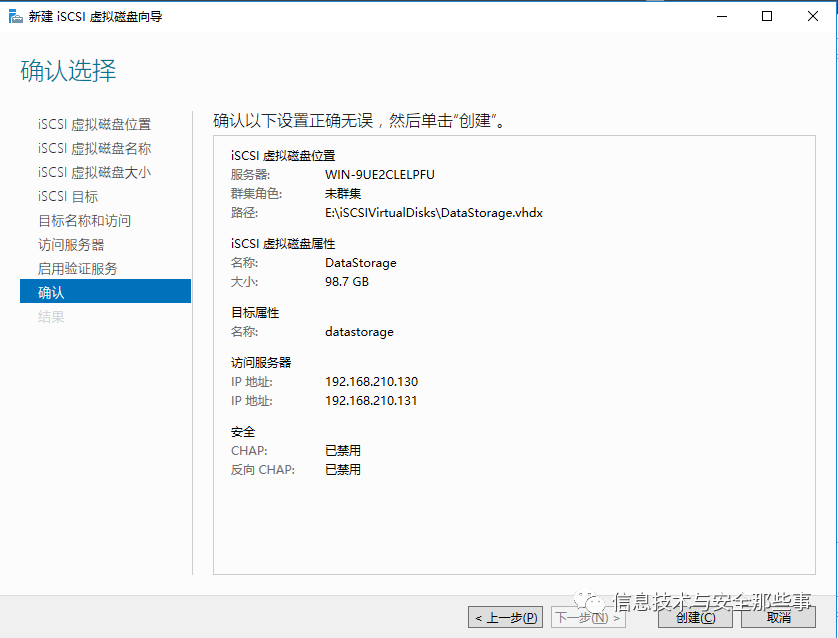 新建 iSCSI 虚拟磁盘向导
确认选择
iSCSI 虚拟磁盘位置
iSCSI 虚拟磁盘名称
iSCSI 虚拟磁盘大小
iSCSI 目标
目标名称和访问
访问服务器
启用验证服务
确认
结果
确认以下设置正确无误，然后单击“创建”。
iSCSI 虚拟磁盘位置
服务器: WIN-9UE2CLELPFU
群集角色: 未群集
路径: E:\iSCSIVirtualDisks\DataStorage.vhdx
iSCSI 虚拟磁盘属性
名称: DataStorage
大小: 98.7 GB
目标属性
名称: datastorage
访问服务器
IP 地址: 192.168.210.130
IP 地址: 192.168.210.131
安全
CHAP: 已禁用
反向 CHAP: 已禁用
信息技术与安全那些事
< 上一步(P) 下一步(N) > 创建(C) 取消